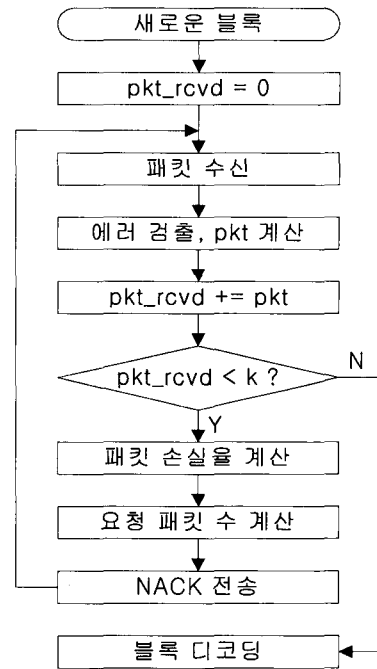 새로운 블록
pkt_rcvd = 0
패킷 수신
에러 검출, pkt 계산
pkt_rcvd += pkt
pkt_rcvd < k ?
N
Y
패킷 손실율 계산
요청 패킷 수 계산
NACK 전송
블록 디코딩